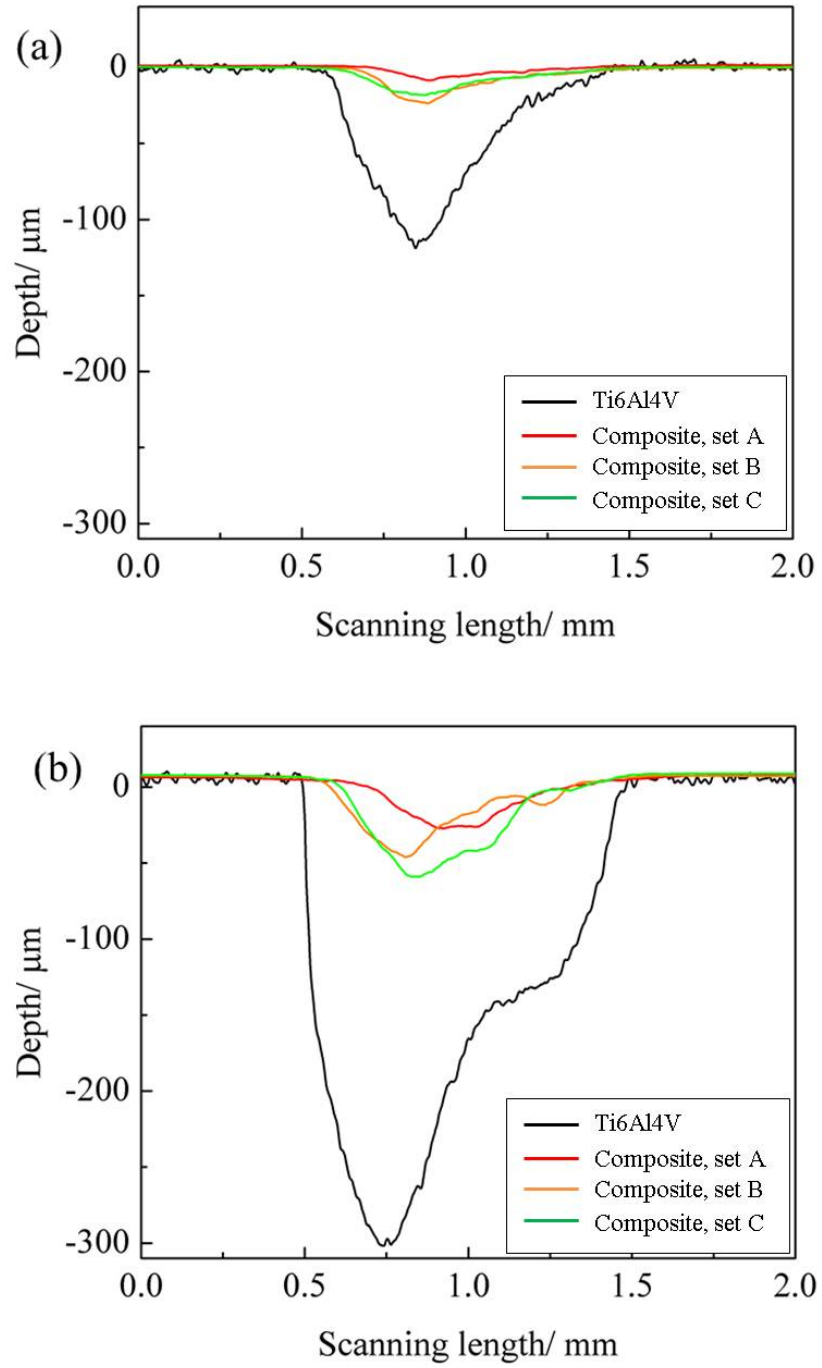 (a)
0
-100
-200
-300
Depth/ μm
Ti6Al4V
Composite, set A
Composite, set B
Composite, set C
0.0 0.5 1.0 1.5 2.0
Scanning length/ mm
(b)
0
-100
-200
-300
Depth/ μm
Ti6Al4V
Composite, set A
Composite, set B
Composite, set C
0.0 0.5 1.0 1.5 2.0
Scanning length/ mm